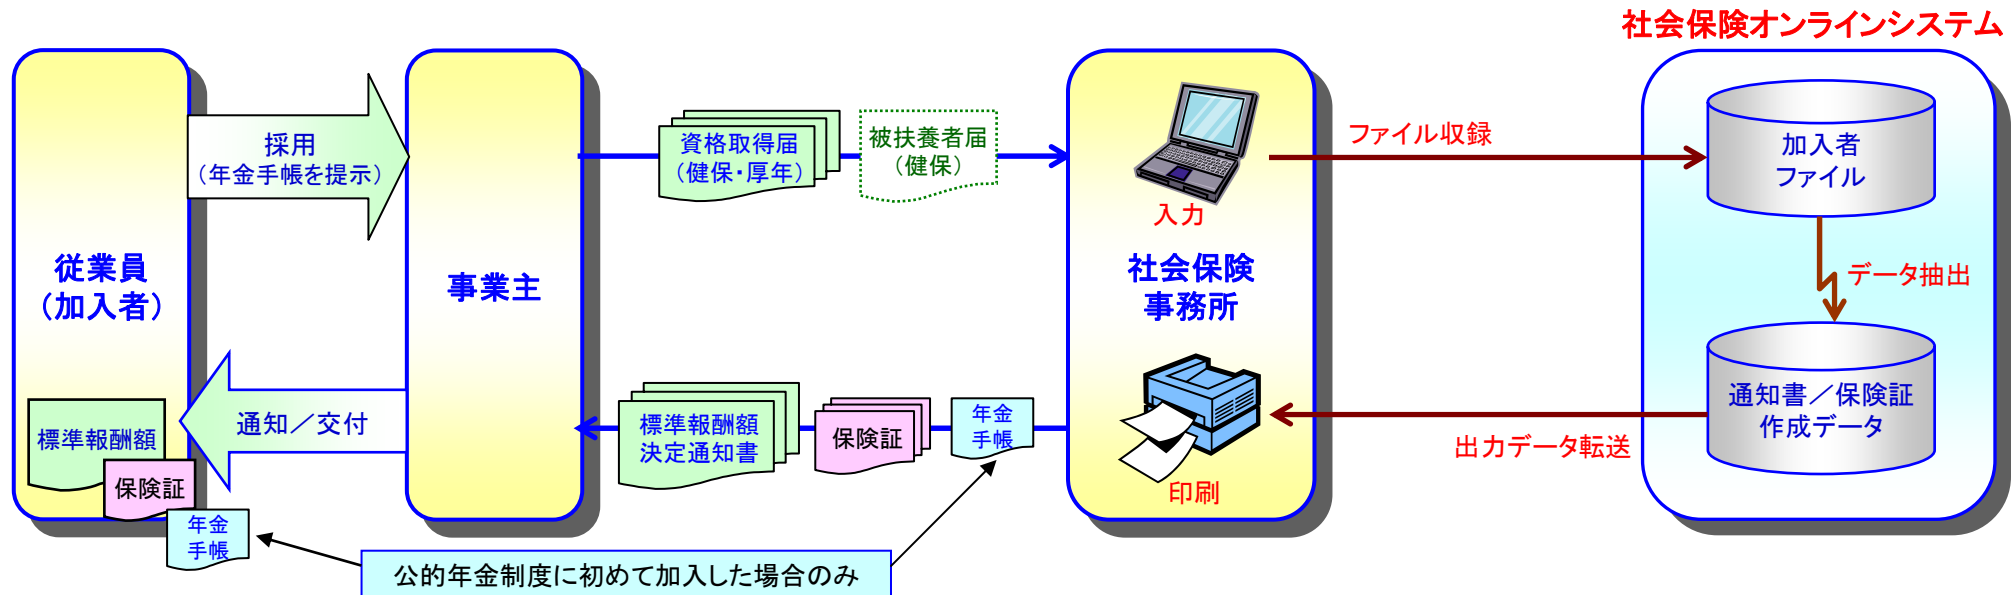 社会保険オンラインシステム
採用
（年金手帳を提示）
従業員
（加入者）
標準報酬額
保険証
年金
手帳
事業主
通知／交付
資格取得届
（健保・厚年）
被扶養者届
（健保）
標準報酬額
決定通知書
保険証
年金
手帳
公的年金制度に初めて加入した場合のみ
入力
社会保険
事務所
印刷
ファイル収録
出力データ転送
加入者
ファイル
データ抽出
通知書／保険証
作成データ